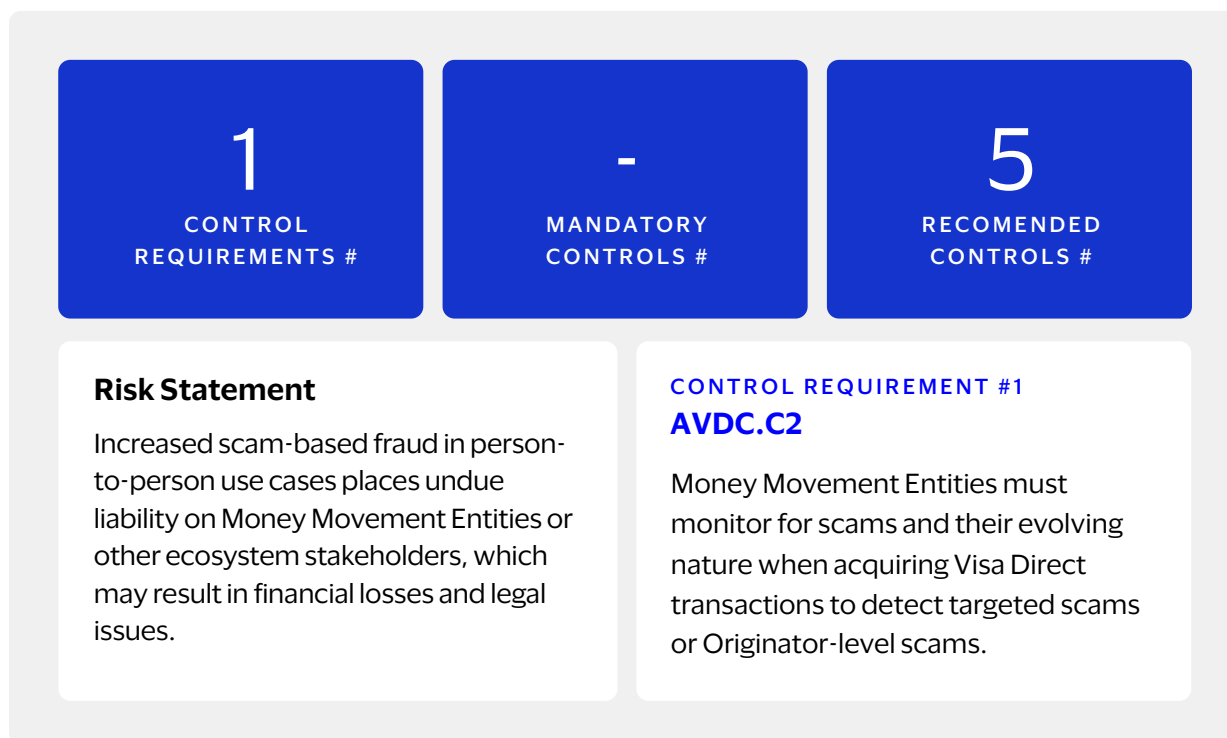 1
CONTROL
REQUIREMENTS #
-
MANDATORY
CONTROLS #
5
RECOMENDED
CONTROLS #
Risk Statement
Increased scam-based fraud in person-
to-person use cases places undue
liability on Money Movement Entities or
other ecosystem stakeholders, which
may result in financial losses and legal
issues.
CONTROL REQUIREMENT #1
AVDC.C2
Money Movement Entities must
monitor for scams and their evolving
nature when acquiring Visa Direct
transactions to detect targeted scams
or Originator-level scams.